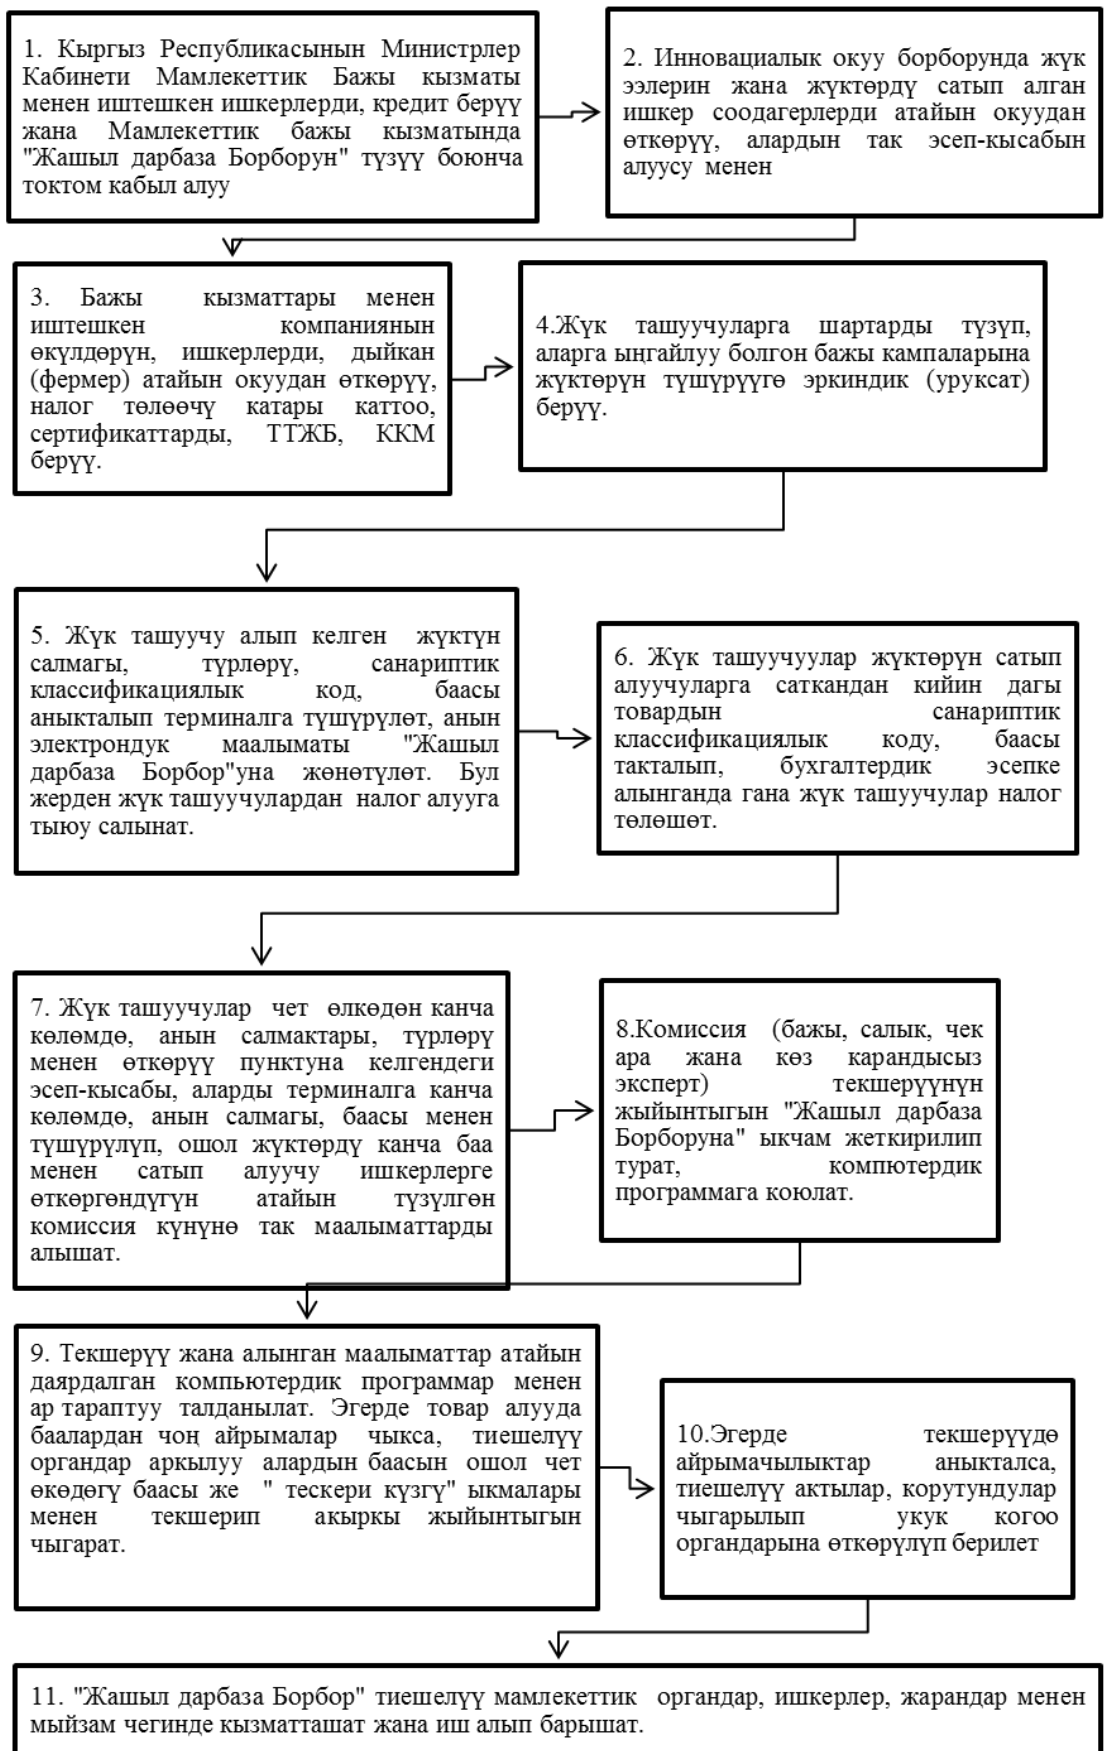 1. Кыргыз Республикасынын Министрлер
Кабинети Мамлекеттик Бажы кызматы
менен иштешкен ишкерлерди, кредит берүү
жана Мамлекеттик бажы кызматында
"Жашыл дарбаза Борборун" түзүү боюнча
токтом кабыл алуу
2. Инновациалык окуу борборунда жүк
ээлерин жана жүктөрдү сатып алган
ишкер соодагерлерди атайын окуудан
өткөрүү, алардын так эсеп-кысабын
алуусу менен
3. Бажы кызматтары менен
иштешкен компаниянын
өкүлдөрүн, ишкерлерди, дыйкан
(фермер) атайын окуудан өткөрүү,
налог төлөөчү катары каттоо,
сертификаттарды, ТТЖБ, ККМ
берүү.
4.Жүк ташуучуларга шартарды түзүп,
аларга ыңгайлуу болгон бажы кампаларына
жүктөрүн түшүрүүгө эркиндик (уруксат)
берүү.
5. Жүк ташуучу алып келген жүктүн
салмагы, түрлөрү, санариптик
классификациялык код, баасы
аныкталып терминалга түшүрүлөт, анын
электрондук маалыматы "Жашыл
дарбаза Борбор"уна жөнөтүлөт. Бул
жерден жүк ташуучулардан налог алууга
тыюу салынат.
6. Жүк ташуучуулар жүктөрүн сатып
алуучуларга саткандан кийин дагы
товардын санариптик
классификациялык коду, баасы
такталып, бухгалтердик эсепке
алынганда гана жүк ташуучулар налог
төлөшөт.
7. Жүк ташуучулар чет өлкөдөн канча
көлөмдө, анын салмактары, түрлөрү
менен өткөрүү пунктуна келгендеги
эсеп-кысабы, аларды терминалга канча
көлөмдө, анын салмагы, баасы менен
түшүрүлүп, ошол жүктөрдү канча баа
менен сатып алуучу ишкерлерге
өткөргөндүгүн атайын түзүлгөн
комиссия күнүнө так маалыматтарды
алышат.
8.Комиссия (бажы, салык, чек
ара жана көз карандысыз
эксперт) текшерүүнүн
жыйынтыгын "Жашыл дарбаза
Борборуна" ыкчам жеткирилип
турат, компютердик
программага коюлат.
9. Текшерүү жана алынган маалыматтар атайын
даярдалган компьютердик программар менен
ар тараптуу талданылат. Эгерде товар алууда
баалардан чоң айрымалар чыкса, тиешелүү
органдар аркылуу алардын баасын ошол чет
өкөдөгү баасы же " тескери күзгү" ыкмалары
менен текшерип акыркы жыйынтыгын
чыгарат.
10.Эгерде текшерүүдө
айрымачылыктар аныкталса,
тиешелүү актылар, корутундулар
чыгарылып укук когоо
органдарына өткөрүлүп берилет
11. "Жашыл дарбаза Борбор" тиешелүү мамлекеттик органдар, ишкерлер, жарандар менен
мыйзам чегинде кызматташат жана иш алып барышат.